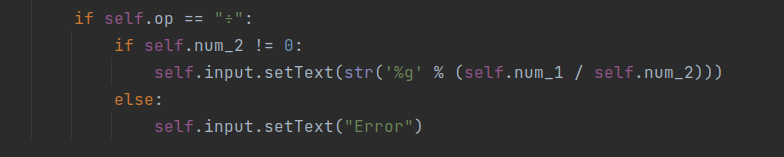 if self.op == "÷":
if self.num_2 != 0:
self.input.setText(str('%g' % (self.num_1 / self.num_2)))
else:
self.input.setText("Error")